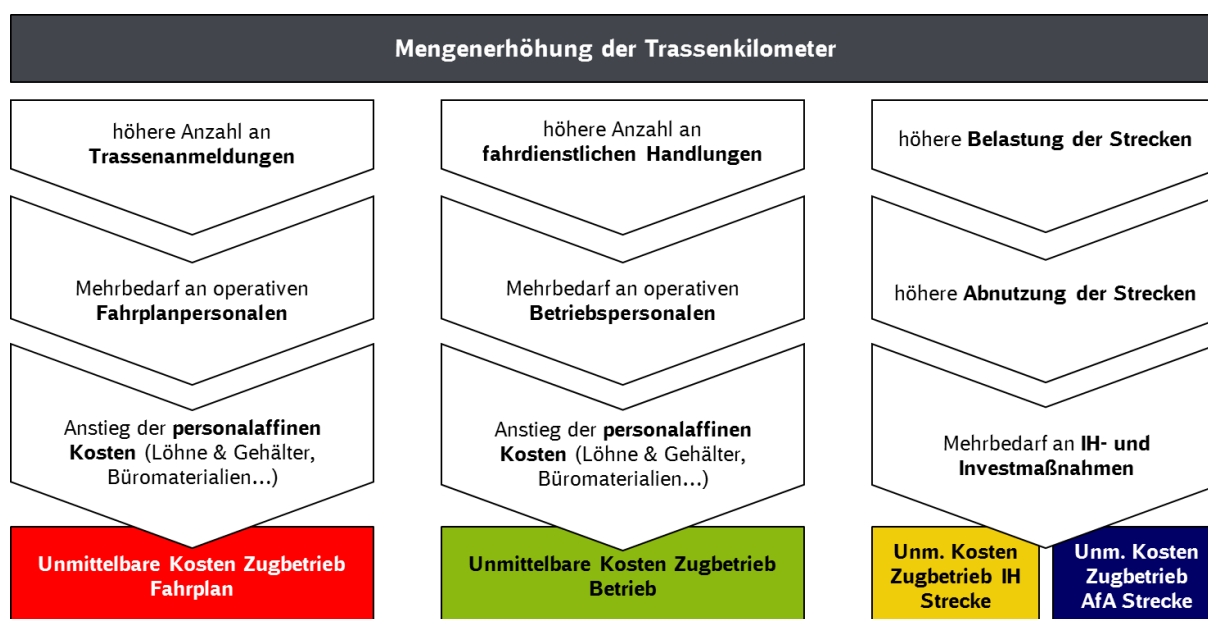 Mengenerhöhung der Trassenkilometer
höhere Anzahl an
Trassenanmeldungen
Mehrbedarf an operativen
Fahrplanpersonalen
Anstieg der personalaffinen
Kosten (Löhne & Gehälter,
Büromaterialien…)
Unmittelbare Kosten Zugbetrieb
Fahrplan
höhere Anzahl an
fahrdienstlichen Handlungen
Mehrbedarf an operativen
Betriebspersonalen
Anstieg der personalaffinen
Kosten (Löhne & Gehälter,
Büromaterialien…)
Unmittelbare Kosten Zugbetrieb
Betrieb
höhere Belastung der Strecken
höhere Abnutzung der Strecken
Mehrbedarf an IH- und
Investmaßnahmen
Unm. Kosten
Zugbetrieb IH
Strecke
Unm. Kosten
Zugbetrieb
AfA Strecke